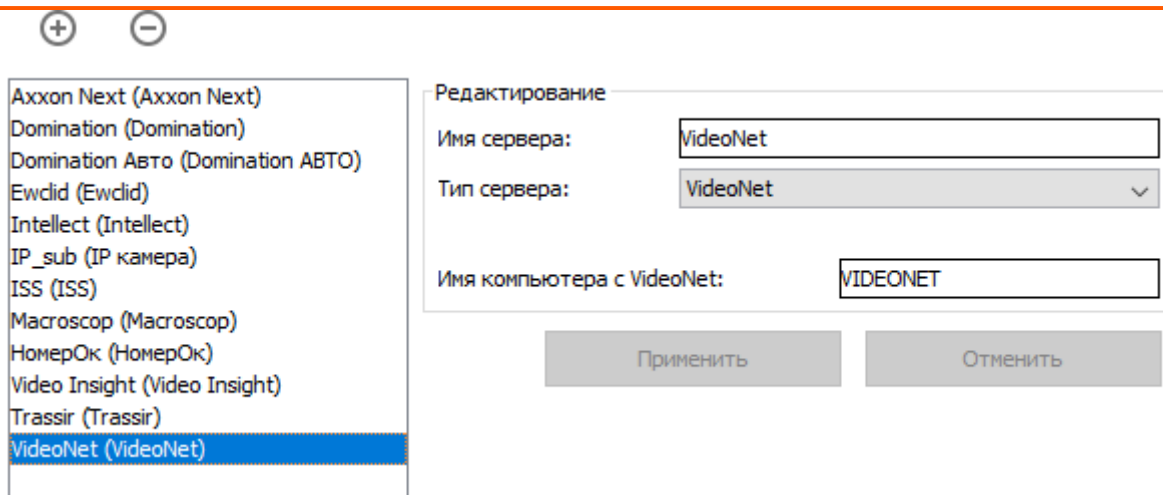 Axxon Next (Axxon Next)
Domination (Domination)
Domination Авто (Domination АВТО)
Ewclid (Ewclid)
Intellect (Intellect)
IP_sub (IP камера)
ISS (ISS)
Macroscop (Macroscop)
НомерОк (НомерОк)
Video Insight (Video Insight)
Trassir (Trassir)
VideoNet (VideoNet)
Редактирование
Имя сервера: VideoNet
Тип сервера: VideoNet
Имя компьютера с VideoNet: VIDEONET
Применить Отменить